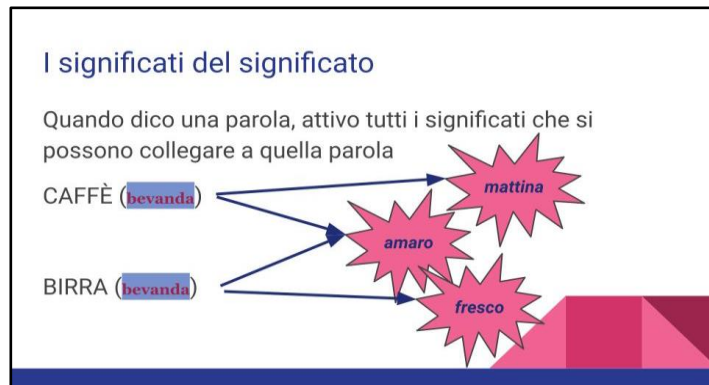 I significati del significato
Quando dico una parola, attivo tutti i significati che si
possono collegare a quella parola
CAFFÈ (bevanda)
mattina
amaro
BIRRA (bevanda)
fresco